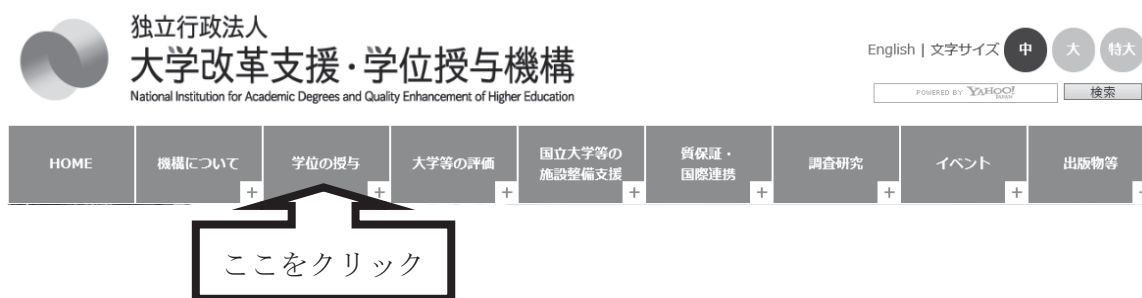 独立行政法人
大学改革支援・学位授与機構
National Institution for Academic Degrees and Quality Enhancement of Higher Education
English | 文字サイズ 中 大 特大
POWERED BY YAHOO! JAPAN 検索
HOME 機構について 学位の授与 大学等の評価 国立大学等の 質保証・ 調査研究 イベント 出版物等
施設整備支援 国際連携
+ + + + + + + +
ここをクリック